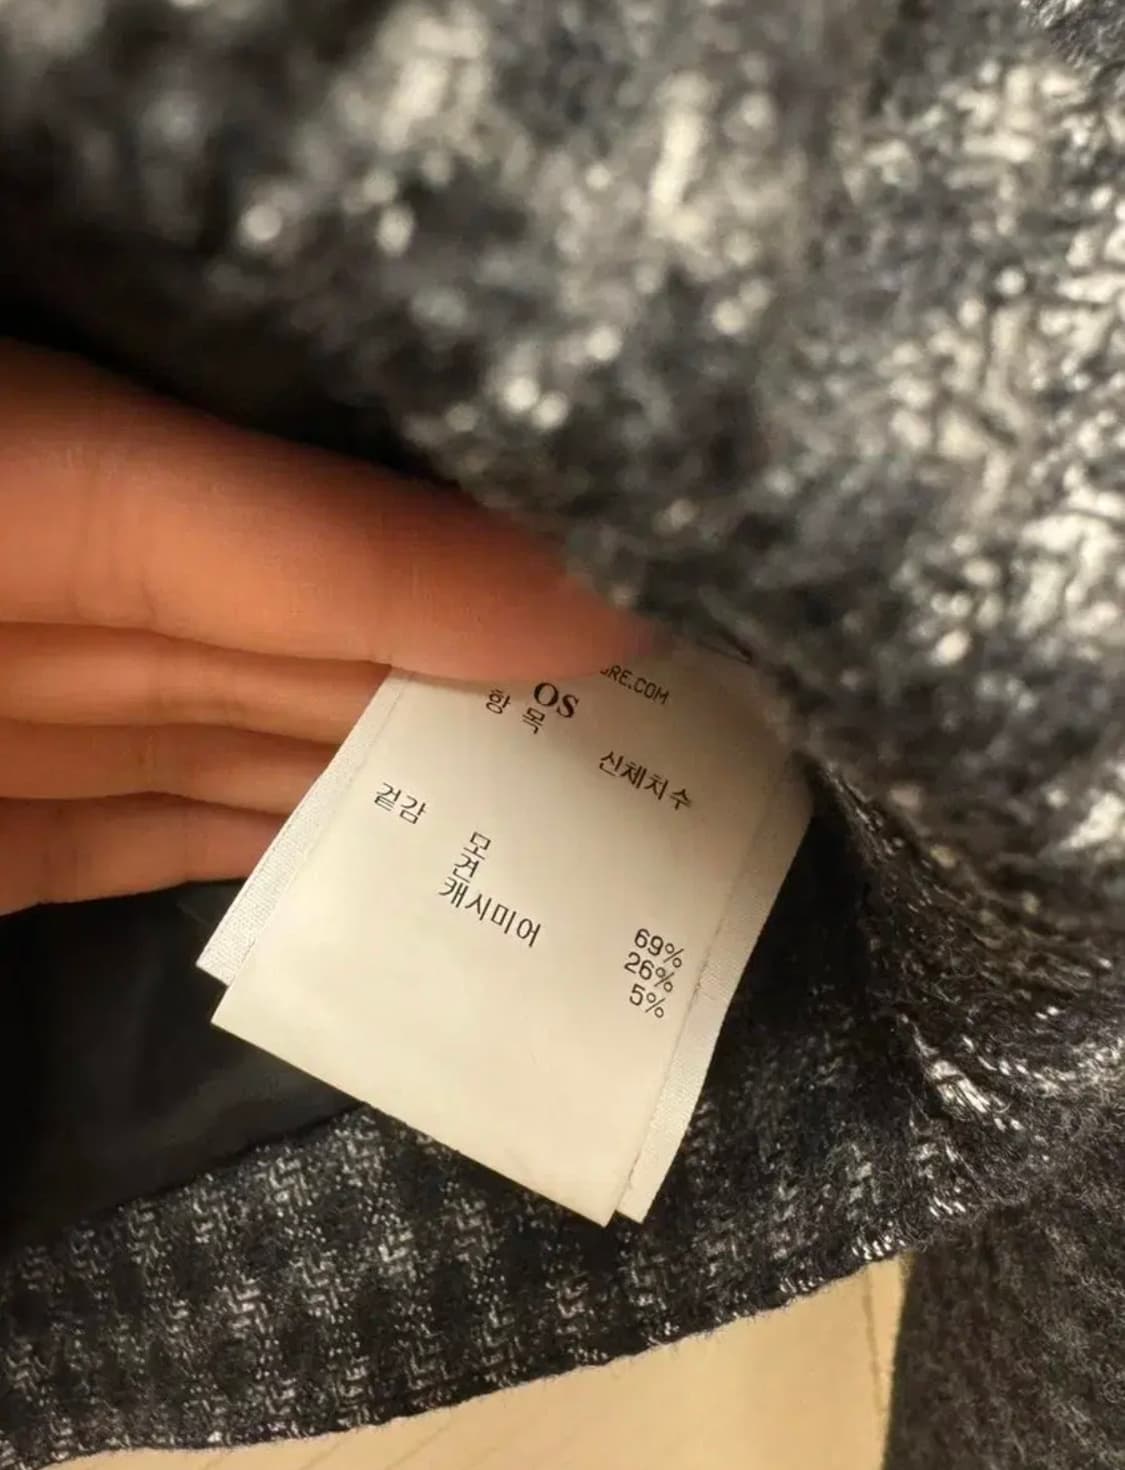 RE.COM
OS
항 목
신체치수
겉감
모 69%
견 26%
캐시미어 5%